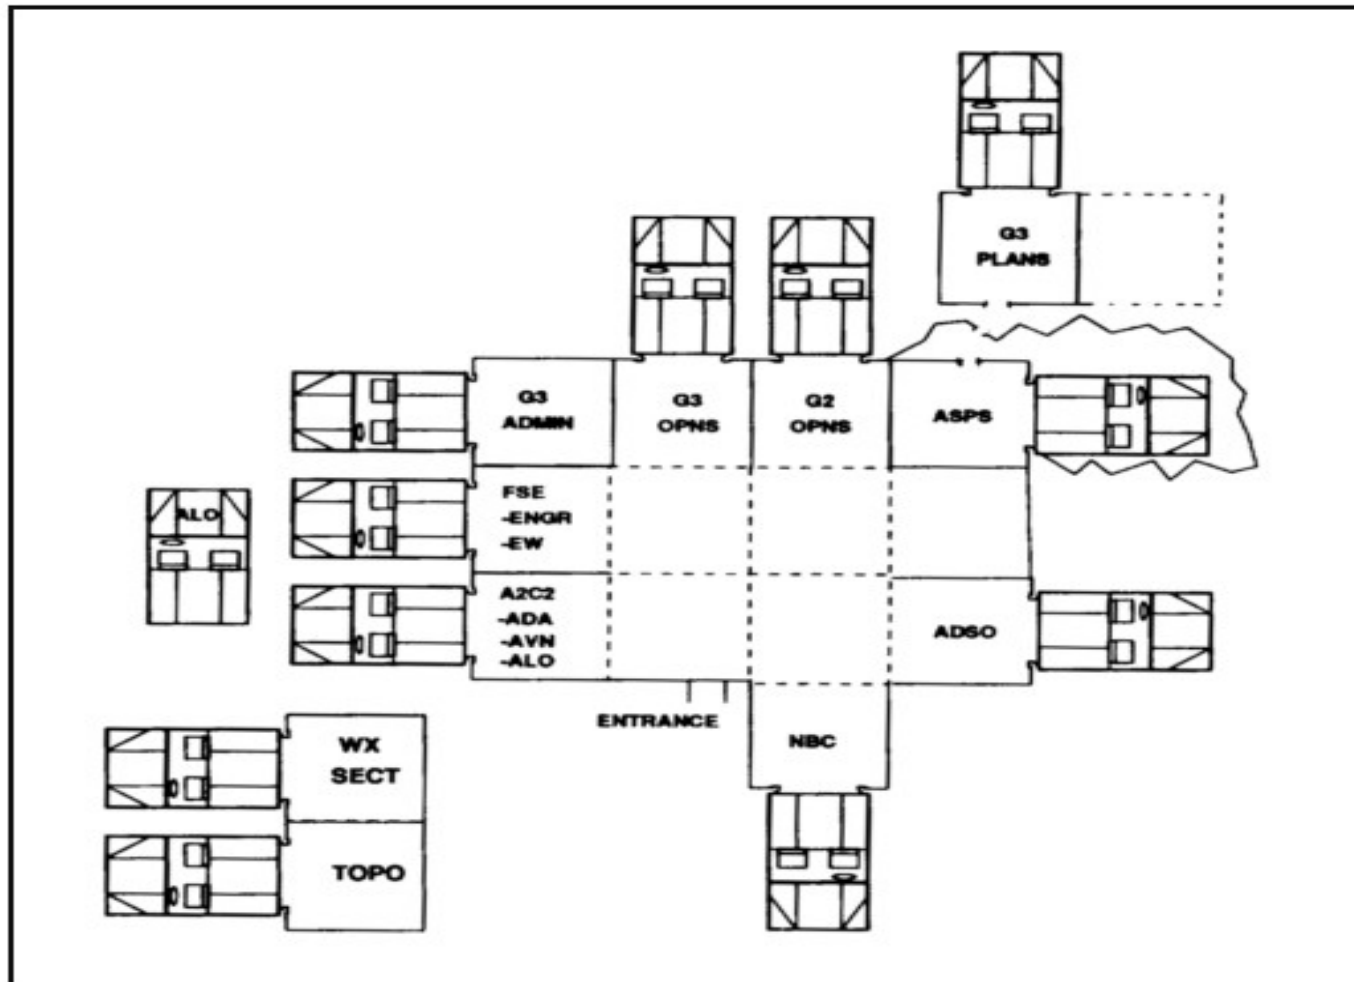 G3
PLANS
G3
ADMIN
G3
OPNS
G2
OPNS
ASPS
ALO
FSE
-ENGR
-EW
A2C2
-ADA
-AVN
-ALO
ADSO
ENTRANCE
NBC
WX
SECT
TOPO